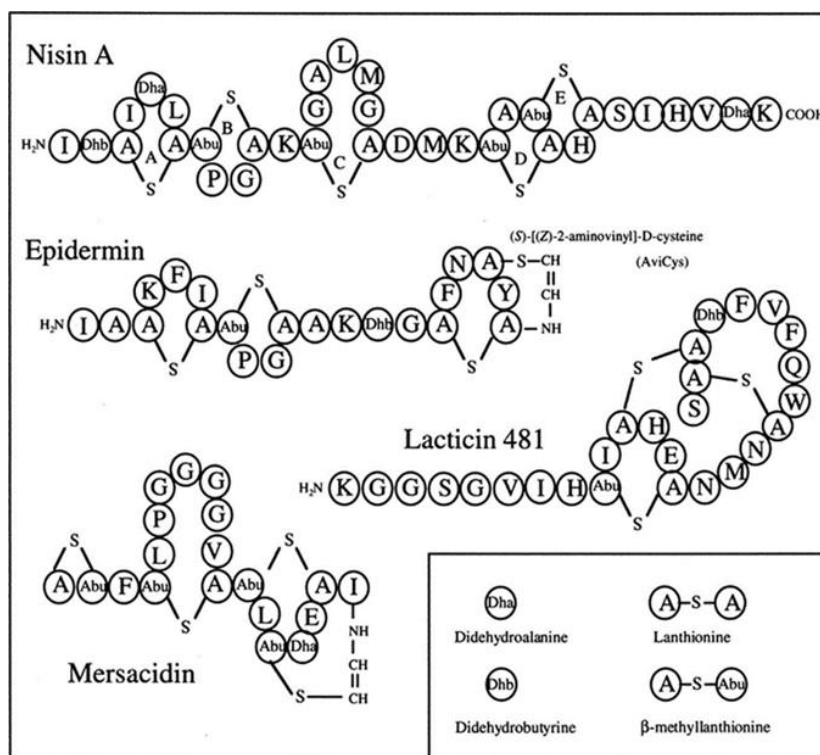 Nisin A
H₂N I Dhb A I Dha L A Abu P G A K Abu G A L M G A D M K Abu A Abu A H A S I H V Dha K COOH
S S S S S
A B C D E
Epidermin
(S)-[(Z)-2-aminovinyl]-D-cysteine
(AviCys)
H₂N I A A K F I A Abu P G A A K Dhb G A F N A Y A
S S S
S CH
CH
NH
Lacticin 481
H₂N K G G S G V I H Abu I A H E A N M N A W Q F V F Dhb A A S
S S S
Mersacidin
A Abu F Abu L P G G G G V A Abu L Abu Dha E A I
S S S
NH
CH
S CH
Dha
Didehydroalanine
A-S-A
Lanthionine
Dhb
Didehydrobutyrine
A-S-Abu
β-methyllanthionine